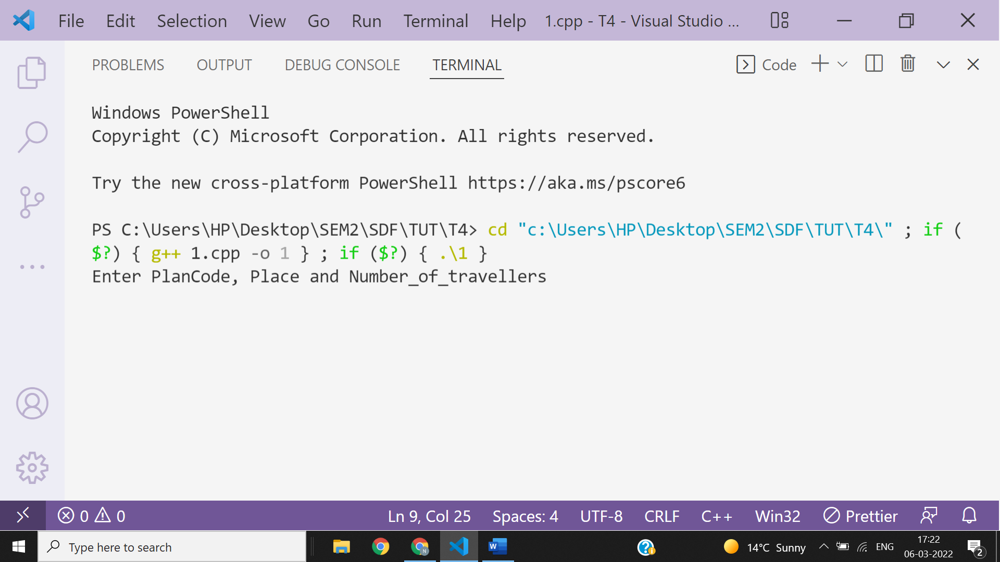 File Edit Selection View Go Run Terminal Help 1.cpp - T4 - Visual Studio ...
PROBLEMS OUTPUT DEBUG CONSOLE TERMINAL Code
Windows PowerShell
Copyright (C) Microsoft Corporation. All rights reserved.
Try the new cross-platform PowerShell https://aka.ms/pscore6
PS C:\Users\HP\Desktop\SEM2\SDF\TUT\T4> cd "c:\Users\HP\Desktop\SEM2\SDF\TUT\T4\" ; if (
$?) { g++ 1.cpp -o 1 } ; if ($?) { .\1 }
Enter PlanCode, Place and Number_of_travellers
0 0 Ln 9, Col 25 Spaces: 4 UTF-8 CRLF C++ Win32 Prettier
Type here to search N W 14°C Sunny ENG 17:22
06-03-2022 2